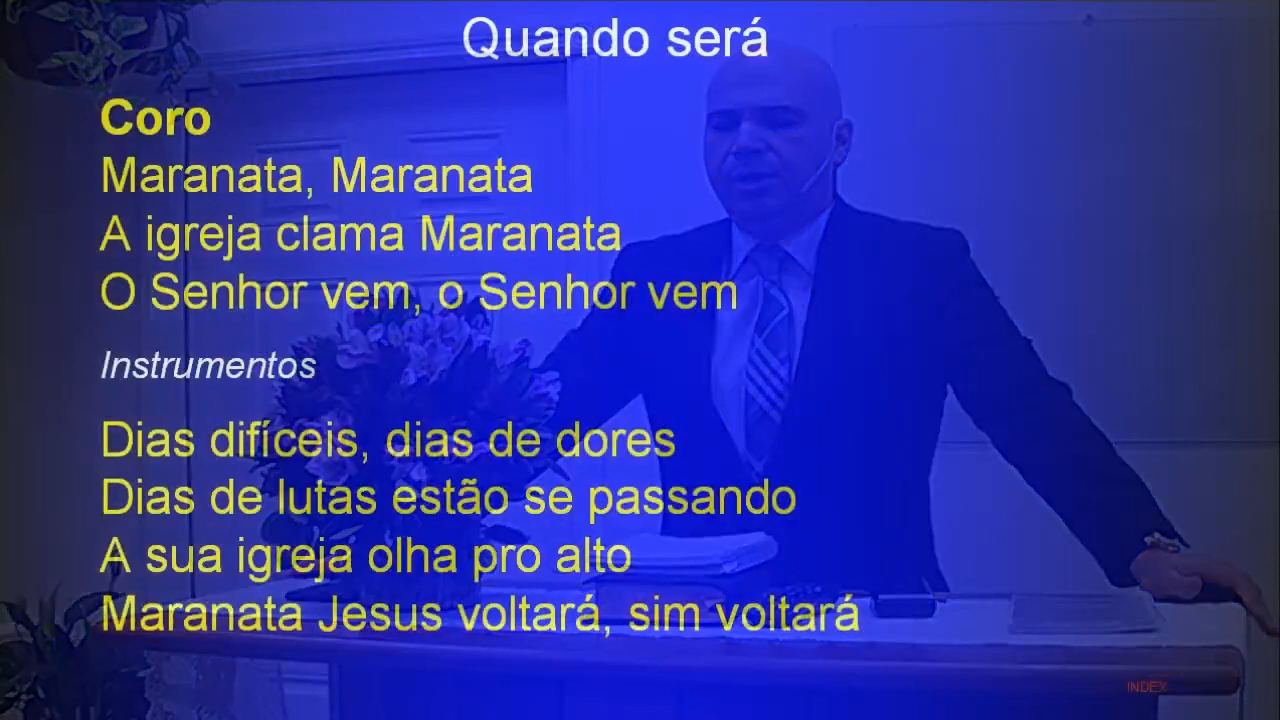 Quando será
Coro
Maranata, Maranata
A igreja clama Maranata
O Senhor vem, o Senhor vem
Instrumentos
Dias difíceis, dias de dores
Dias de lutas estão se passando
A sua igreja olha pro alto
Maranata Jesus voltará, sim voltará
INDEX